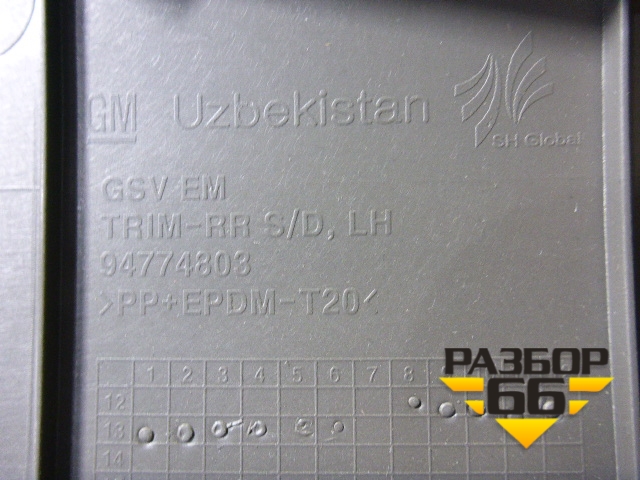 GM Uzbekistan
SH Global
GSV EM
TRIM-RR S/D, LH
94774803
>PP+EPDM-T20<
1 2 3 4 5 6 7 8
12
13
14
РАЗБОР
66